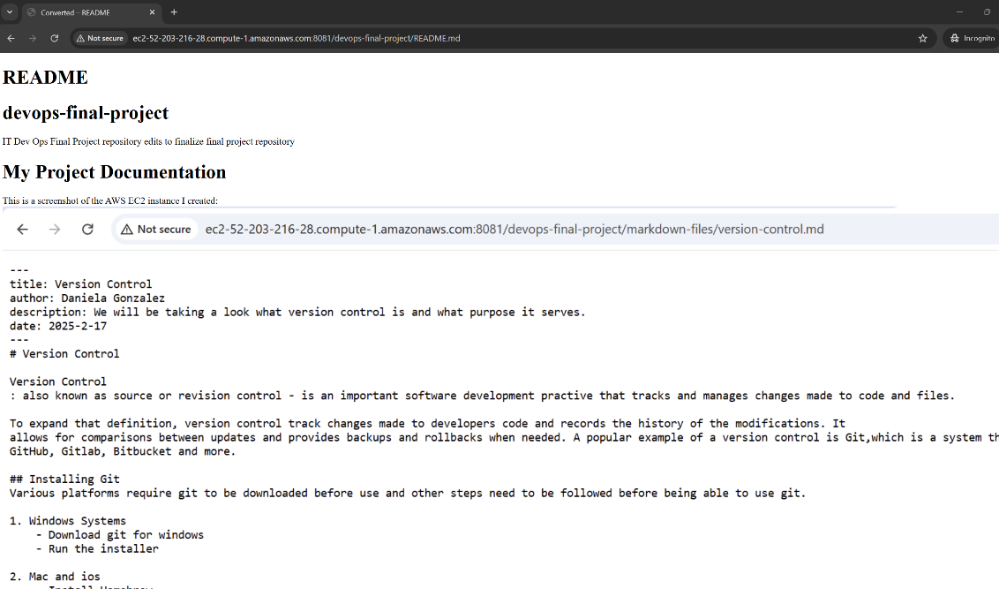 Converted – README
Not secure ec2-52-203-216-28.compute-1.amazonaws.com:8081/devops-final-project/README.md Incognito
README
devops-final-project
IT Dev Ops Final Project repository edits to finalize final project repository
My Project Documentation
This is a screenshot of the AWS EC2 instance I created:
Not secure ec2-52-203-216-28.compute-1.amazonaws.com:8081/devops-final-project/markdown-files/version-control.md
---
title: Version Control
author: Daniela Gonzalez
description: We will be taking a look what version control is and what purpose it serves.
date: 2025-2-17
---
# Version Control
Version Control
: also known as source or revision control - is an important software development practive that tracks and manages changes made to code and files.
To expand that definition, version control track changes made to developers code and records the history of the modifications. It
allows for comparisons between updates and provides backups and rollbacks when needed. A popular example of a version control is Git,which is a system
GitHub, Gitlab, Bitbucket and more.
## Installing Git
Various platforms require git to be downloaded before use and other steps need to be followed before being able to use git.
1. Windows Systems
- Download git for windows
- Run the installer
2. Mac and ios